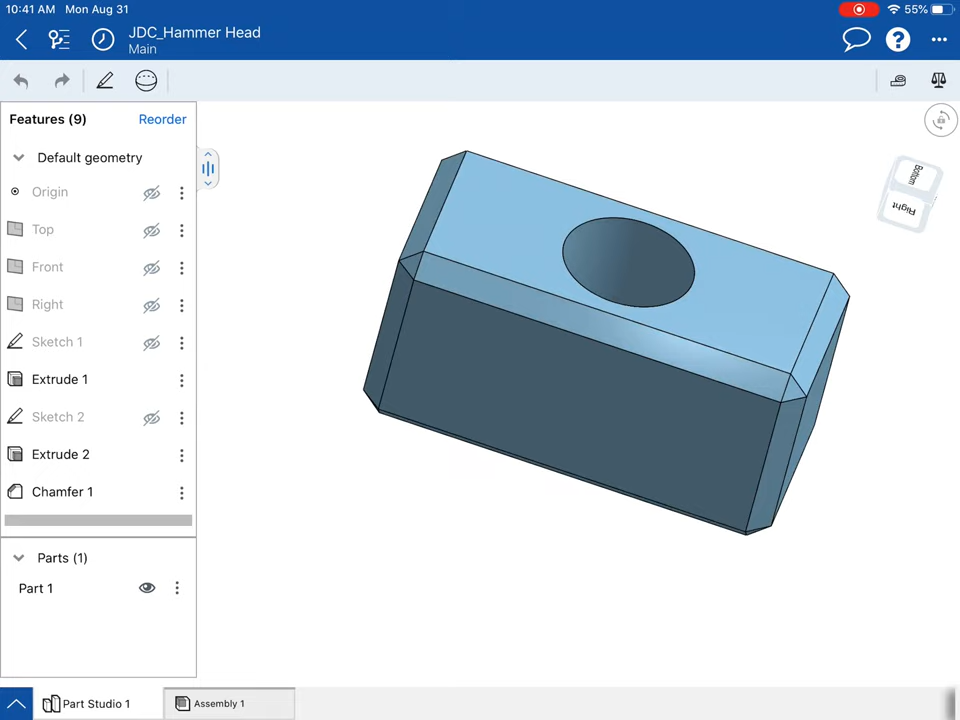 10:41 AM Mon Aug 31
55%
JDC_Hammer Head
Main
?
Features (9)
Reorder
Default geometry
Origin
Top
Front
Right
Sketch 1
Extrude 1
Sketch 2
Extrude 2
Chamfer 1
Parts (1)
Part 1
Bottom
Right
Part Studio 1
Assembly 1